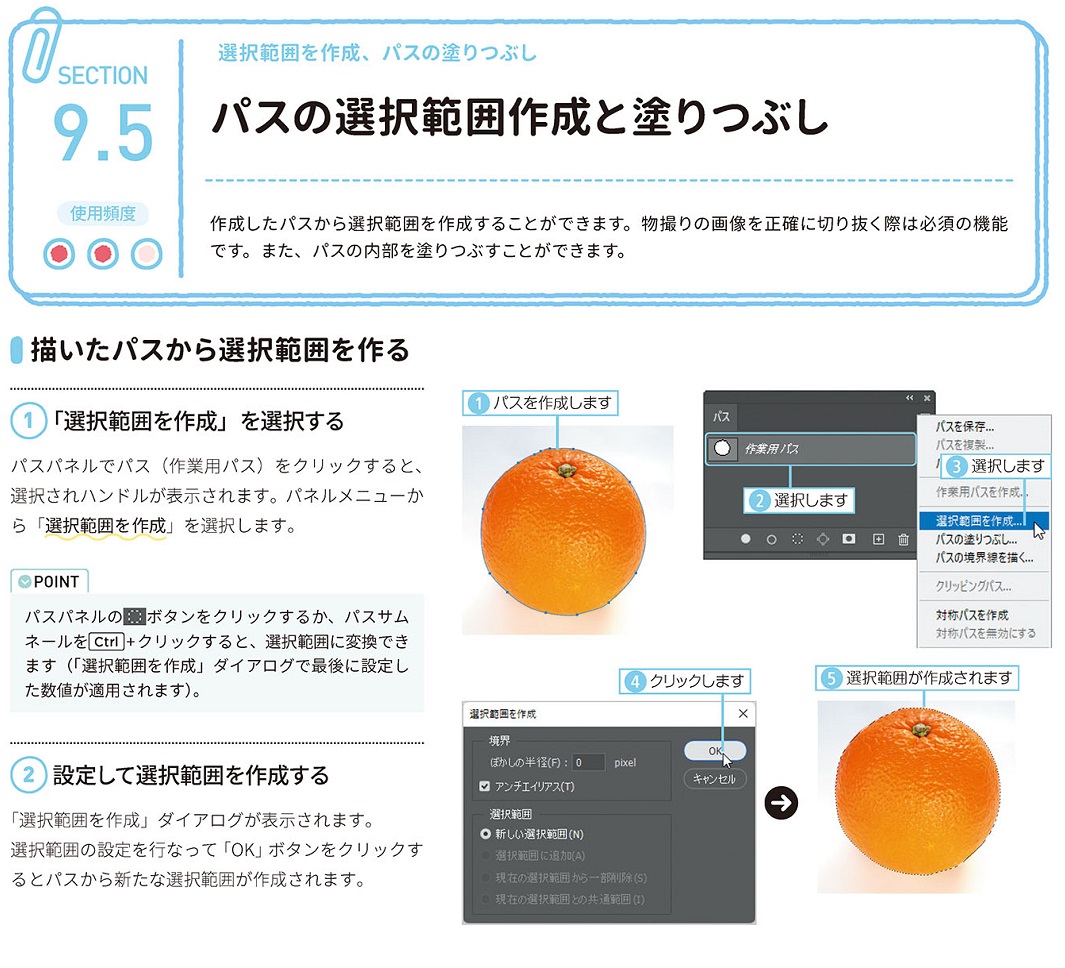 選択範囲を作成、パスの塗りつぶし
SECTION
9.5
パスの選択範囲作成と塗りつぶし
使用頻度
作成したパスから選択範囲を作成することができます。物撮りの画像を正確に切り抜く際は必須の機能
です。また、パスの内部を塗りつぶすことができます。
描いたパスから選択範囲を作る
1 「選択範囲を作成」を選択する
パスパネルでパス（作業用パス）をクリックすると、
選択されハンドルが表示されます。パネルメニューか
ら「選択範囲を作成」を選択します。
POINT
パスパネルの ボタンをクリックするか、パスサム
ネールを Ctrl +クリックすると、選択範囲に変換でき
ます（「選択範囲を作成」ダイアログで最後に設定し
た数値が適用されます）。
2 設定して選択範囲を作成する
「選択範囲を作成」ダイアログが表示されます。
選択範囲の設定を行なって「OK」ボタンをクリックす
るとパスから新たな選択範囲が作成されます。
1 パスを作成します
パス
作業用パス
2 選択します
パスを保存...
パスを複製...
3 選択します
作業用パスを作成...
選択範囲を作成...
パスの塗りつぶし...
パスの境界線を描く...
クリッピングパス...
対称パスを作成
対称パスを無効にする
4 クリックします
選択範囲を作成
境界
ぼかしの半径(F)： 0 pixel
アンチエイリアス(T)
OK
キャンセル
選択範囲
新しい選択範囲(N)
選択範囲に追加(A)
現在の選択範囲から一部削除(S)
現在の選択範囲との共通範囲(I)
5 選択範囲が作成されます